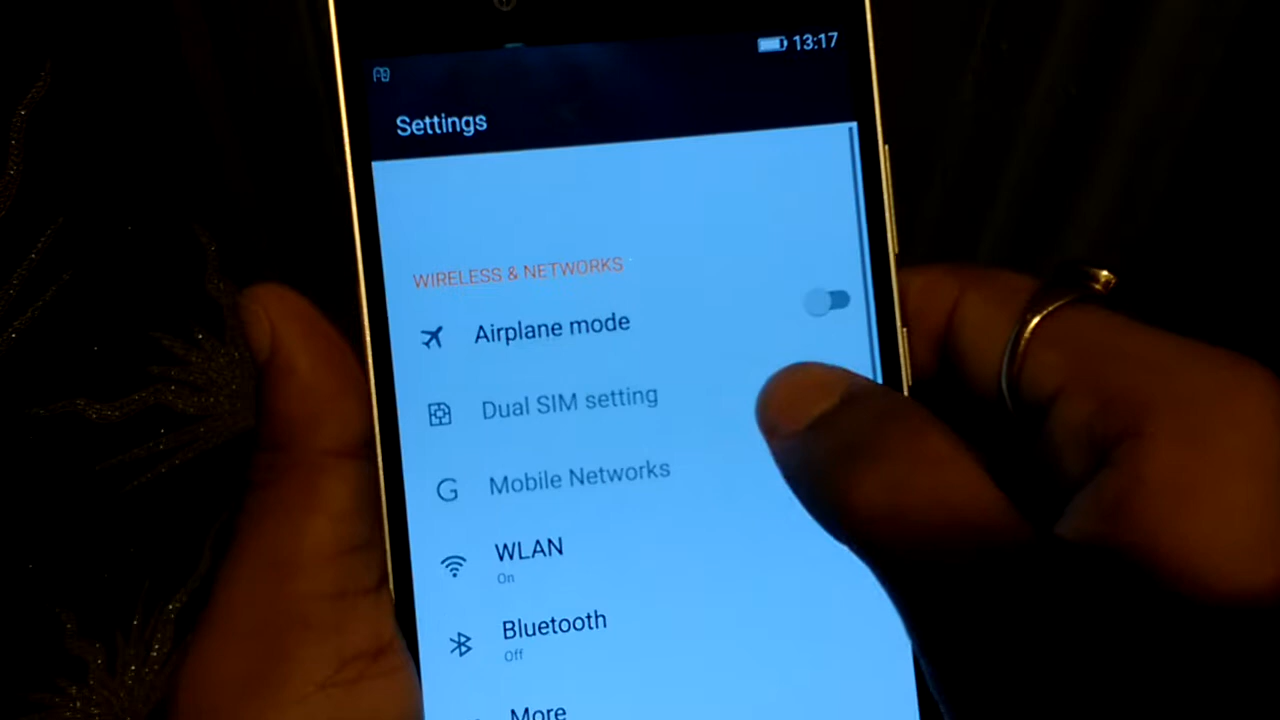 13:17
Settings
WIRELESS & NETWORKS
Airplane mode
Dual SIM setting
Mobile Networks
WLAN
On
Bluetooth
Off
More